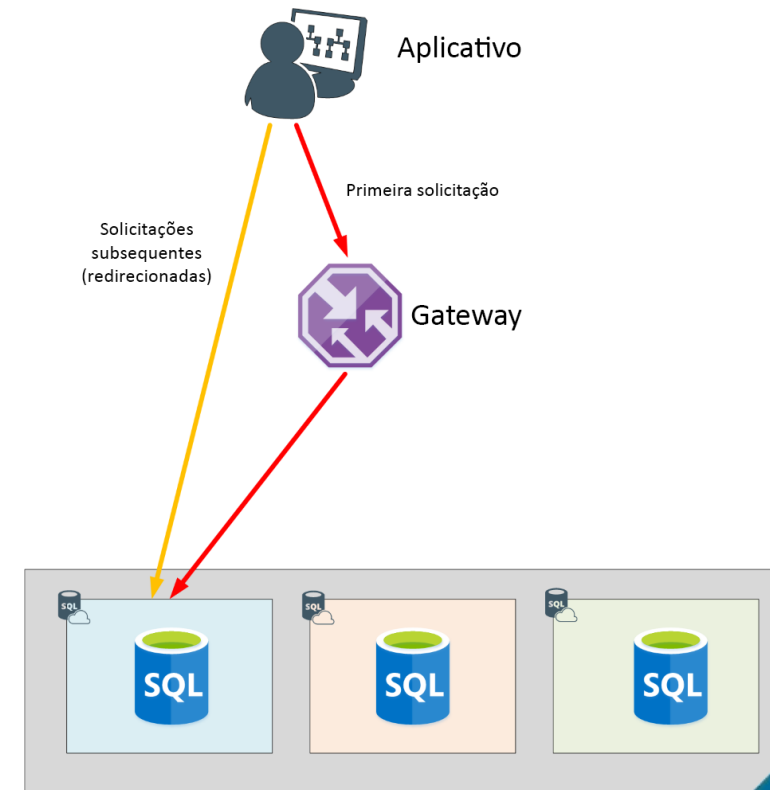 Aplicativo
Primeira solicitação
Solicitações
subsequentes
(redirecionadas)
Gateway
SQL
SQL
SQL
SQL
SQL
SQL